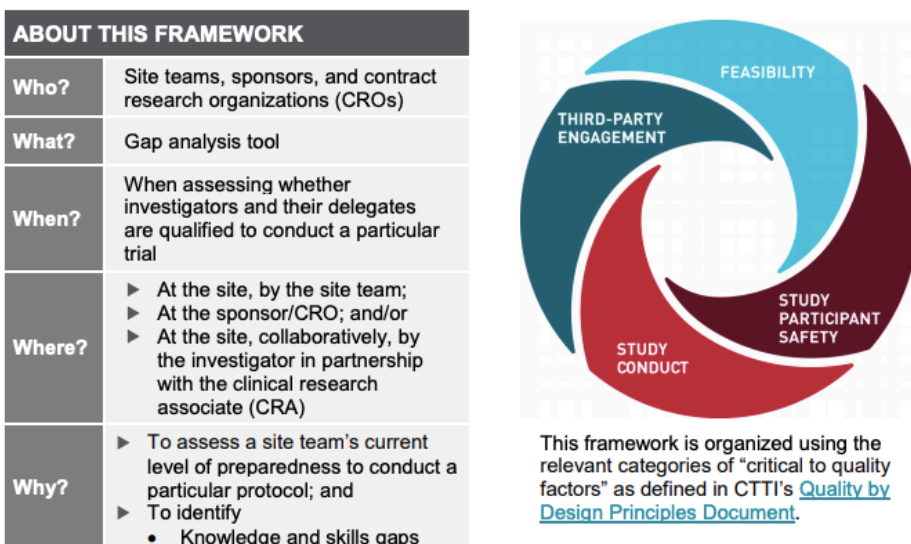 ABOUT THIS FRAMEWORK
Who?
Site teams, sponsors, and contract
research organizations (CROs)
What?
Gap analysis tool
When?
When assessing whether
investigators and their delegates
are qualified to conduct a particular
trial
Where?
▶ At the site, by the site team;
▶ At the sponsor/CRO; and/or
▶ At the site, collaboratively, by
the investigator in partnership
with the clinical research
associate (CRA)
Why?
▶ To assess a site team’s current
level of preparedness to conduct a
particular protocol; and
▶ To identify
• Knowledge and skills gaps
FEASIBILITY
THIRD-PARTY
ENGAGEMENT
STUDY
PARTICIPANT
SAFETY
STUDY
CONDUCT
This framework is organized using the
relevant categories of “critical to quality
factors” as defined in CTTI’s Quality by
Design Principles Document.